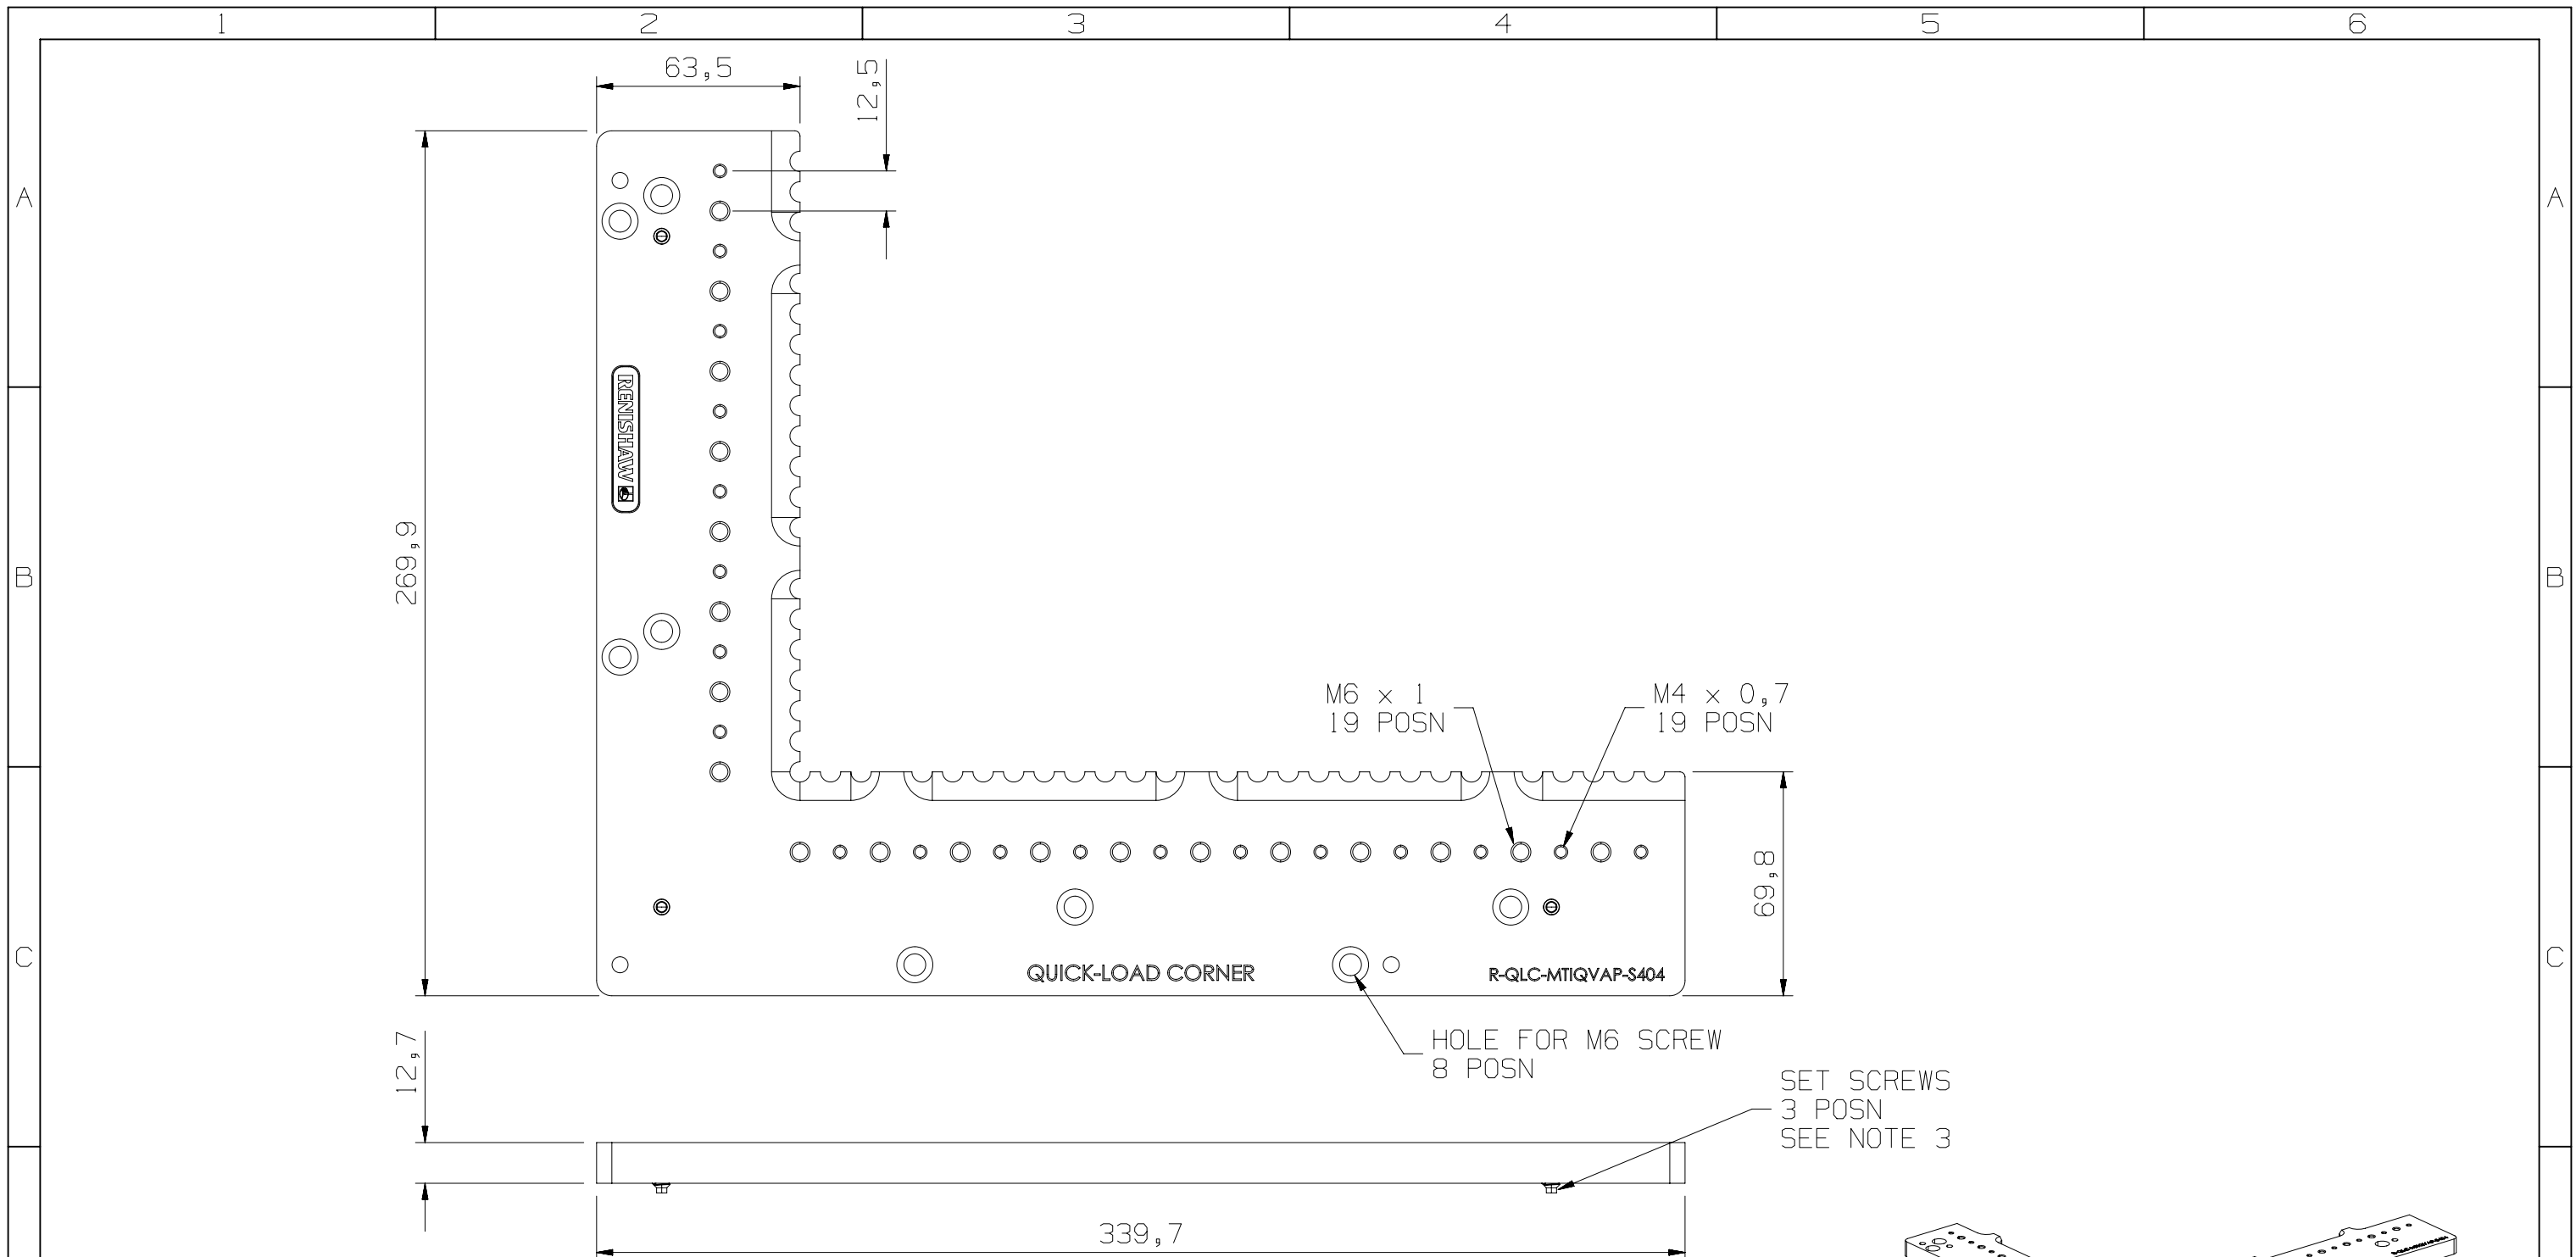 1 2 3 4 5 6
63,5
12,5
A A
RENISHAW
269,9
B B
M6 x 1
19 POSN
M4 x 0,7
19 POSN
69,8
C C
QUICK-LOAD CORNER
R-QLC-MTIQVAP-S404
HOLE FOR M6 SCREW
8 POSN
12,7
SET SCREWS
3 POSN
SEE NOTE 3
339,7